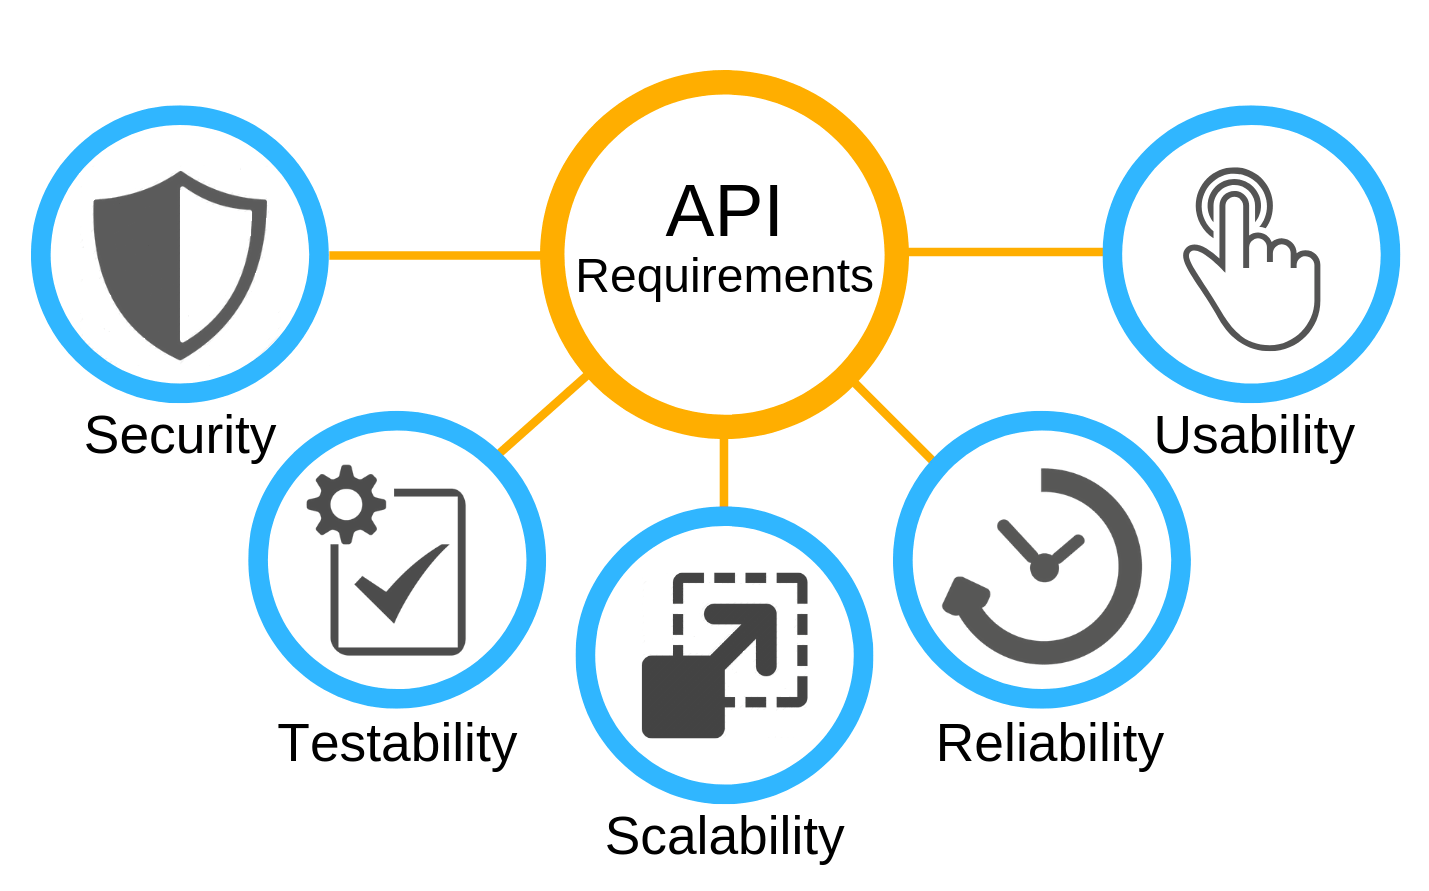 API
Requirements
Security
Usability
Testability
Reliability
Scalability